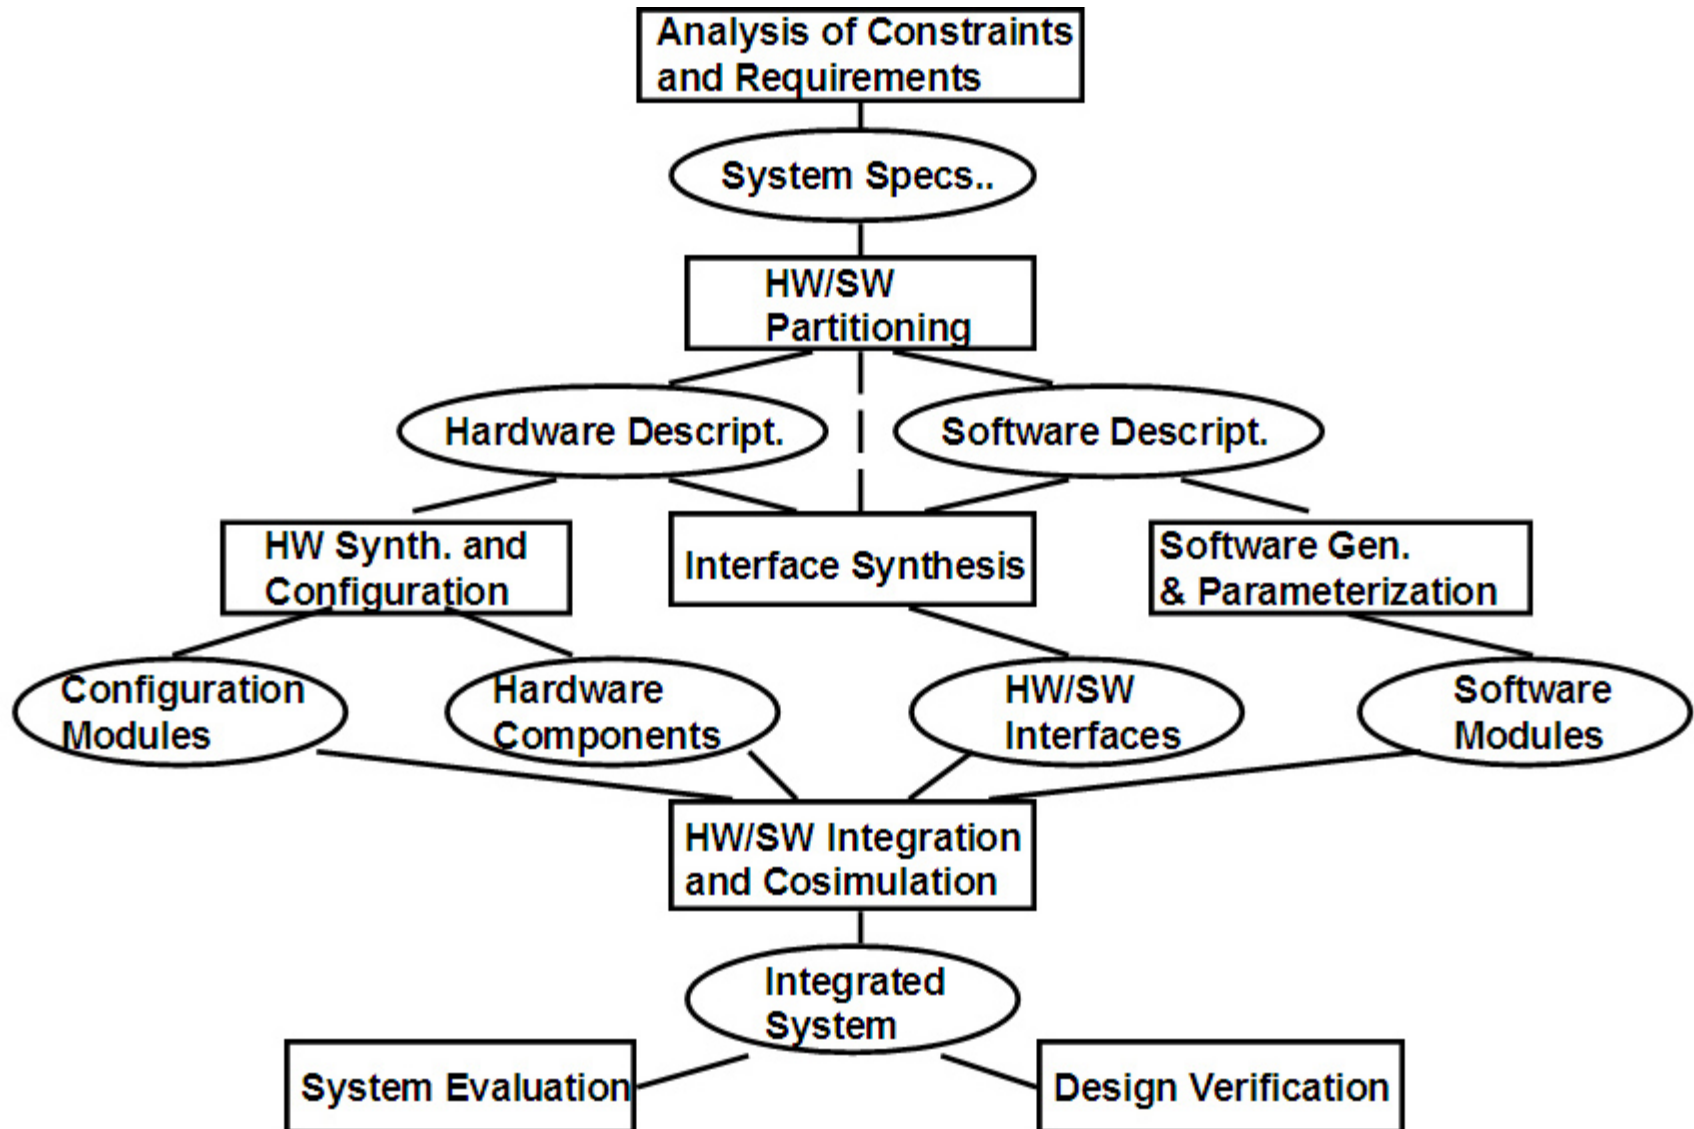 Analysis of Constraints
and Requirements
System Specs..
HW/SW
Partitioning
Hardware Descript.
Software Descript.
HW Synth. and
Configuration
Interface Synthesis
Software Gen.
& Parameterization
Configuration
Modules
Hardware
Components
HW/SW
Interfaces
Software
Modules
HW/SW Integration
and Cosimulation
Integrated
System
System Evaluation
Design Verification